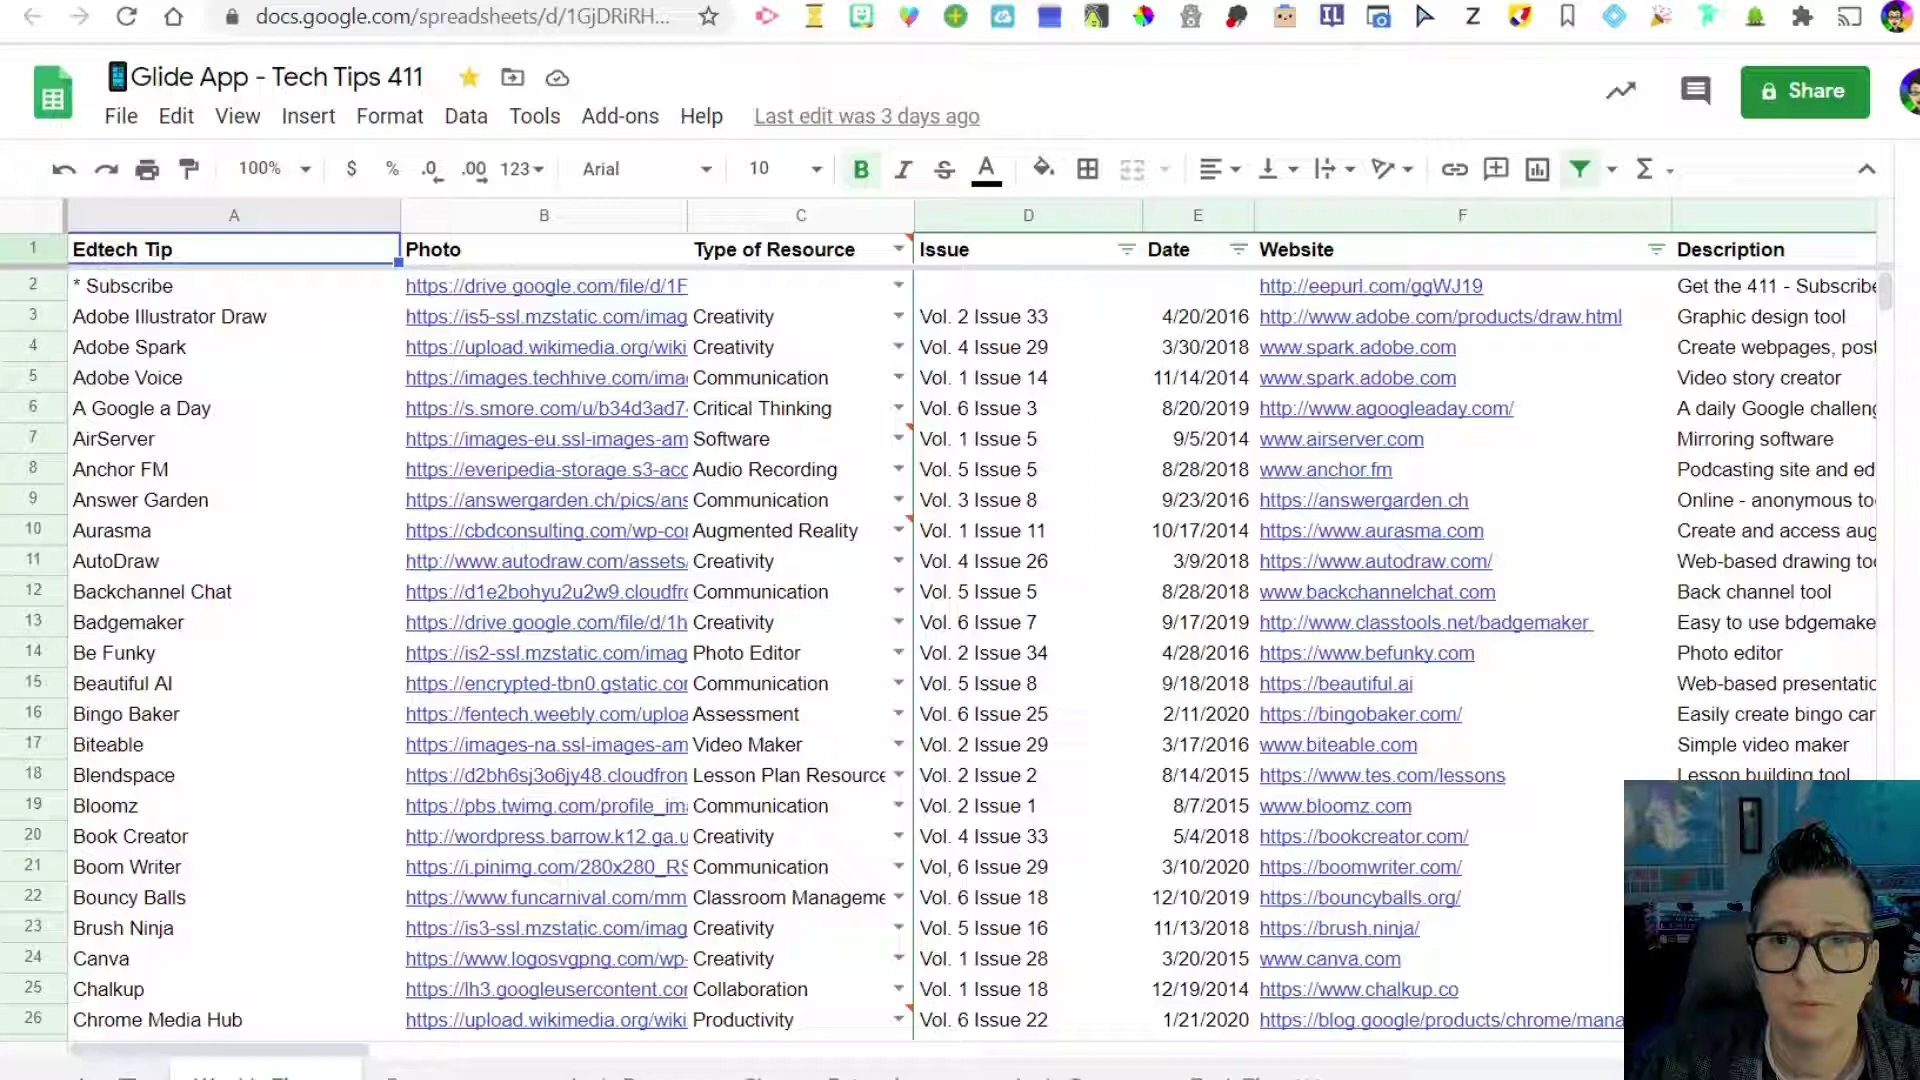 docs.google.com/spreadsheets/d/1GjDRiRH...
Glide App - Tech Tips 411
File Edit View Insert Format Data Tools Add-ons Help Last edit was 3 days ago
Share
100% $ % .0 .00 123 Arial 10 B I S A Σ
A B C D E F
1 Edtech Tip Photo Type of Resource Issue Date Website Description
2 * Subscribe https://drive.google.com/file/d/1F http://eepurl.com/ggWJ19 Get the 411 - Subscribe
3 Adobe Illustrator Draw https://is5-ssl.mzstatic.com/imag Creativity Vol. 2 Issue 33 4/20/2016 http://www.adobe.com/products/draw.html Graphic design tool
4 Adobe Spark https://upload.wikimedia.org/wiki Creativity Vol. 4 Issue 29 3/30/2018 www.spark.adobe.com Create webpages, post
5 Adobe Voice https://images.techhive.com/ima Communication Vol. 1 Issue 14 11/14/2014 www.spark.adobe.com Video story creator
6 A Google a Day https://s.smore.com/u/b34d3ad7 Critical Thinking Vol. 6 Issue 3 8/20/2019 http://www.agoogleaday.com/ A daily Google challeng
7 AirServer https://images-eu.ssl-images-am Software Vol. 1 Issue 5 9/5/2014 www.airserver.com Mirroring software
8 Anchor FM https://everipedia-storage.s3-acc Audio Recording Vol. 5 Issue 5 8/28/2018 www.anchor.fm Podcasting site and ed
9 Answer Garden https://answergarden.ch/pics/ans Communication Vol. 3 Issue 8 9/23/2016 https://answergarden.ch Online - anonymous to
10 Aurasma https://cbdconsulting.com/wp-co Augmented Reality Vol. 1 Issue 11 10/17/2014 https://www.aurasma.com Create and access aug
11 AutoDraw http://www.autodraw.com/assets Creativity Vol. 4 Issue 26 3/9/2018 https://www.autodraw.com/ Web-based drawing to
12 Backchannel Chat https://d1e2bohyu2u2w9.cloudfr Communication Vol. 5 Issue 5 8/28/2018 www.backchannelchat.com Back channel tool
13 Badgemaker https://drive.google.com/file/d/1h Creativity Vol. 6 Issue 7 9/17/2019 http://www.classtools.net/badgemaker Easy to use bdgemake
14 Be Funky https://is2-ssl.mzstatic.com/imag Photo Editor Vol. 2 Issue 34 4/28/2016 https://www.befunky.com Photo editor
15 Beautiful AI https://encrypted-tbn0.gstatic.co Communication Vol. 5 Issue 8 9/18/2018 https://beautiful.ai Web-based presentatio
16 Bingo Baker https://fentech.weebly.com/uploa Assessment Vol. 6 Issue 25 2/11/2020 https://bingobaker.com/ Easily create bingo car
17 Biteable https://images-na.ssl-images-am Video Maker Vol. 2 Issue 29 3/17/2016 www.biteable.com Simple video maker
18 Blendspace https://d2bh6sj3o6jy48.cloudfron Lesson Plan Resource Vol. 2 Issue 2 8/14/2015 https://www.tes.com/lessons Lesson building tool
19 Bloomz https://pbs.twimg.com/profile_im Communication Vol. 2 Issue 1 8/7/2015 www.bloomz.com
20 Book Creator http://wordpress.barrow.k12.ga.u Creativity Vol. 4 Issue 33 5/4/2018 https://bookcreator.com/
21 Boom Writer https://i.pinimg.com/280x280_RS Communication Vol, 6 Issue 29 3/10/2020 https://boomwriter.com/
22 Bouncy Balls https://www.funcarnival.com/mm Classroom Manageme Vol. 6 Issue 18 12/10/2019 https://bouncyballs.org/
23 Brush Ninja https://is3-ssl.mzstatic.com/imag Creativity Vol. 5 Issue 16 11/13/2018 https://brush.ninja/
24 Canva https://www.logosvgpng.com/wp- Creativity Vol. 1 Issue 28 3/20/2015 www.canva.com
25 Chalkup https://lh3.googleusercontent.co Collaboration Vol. 1 Issue 18 12/19/2014 https://www.chalkup.co
26 Chrome Media Hub https://upload.wikimedia.org/wiki Productivity Vol. 6 Issue 22 1/21/2020 https://blog.google/products/chrome/mana